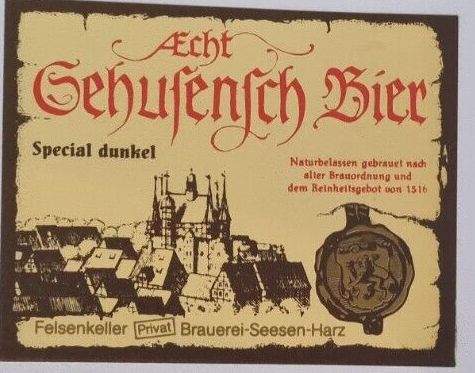 Æcht
Sehuſenſch Bier
Special dunkel
Naturbelassen gebrauet nach
alter Brauordnung und
dem Reinheitsgebot von 1516
Felsenkeller Privat Brauerei-Seesen-Harz